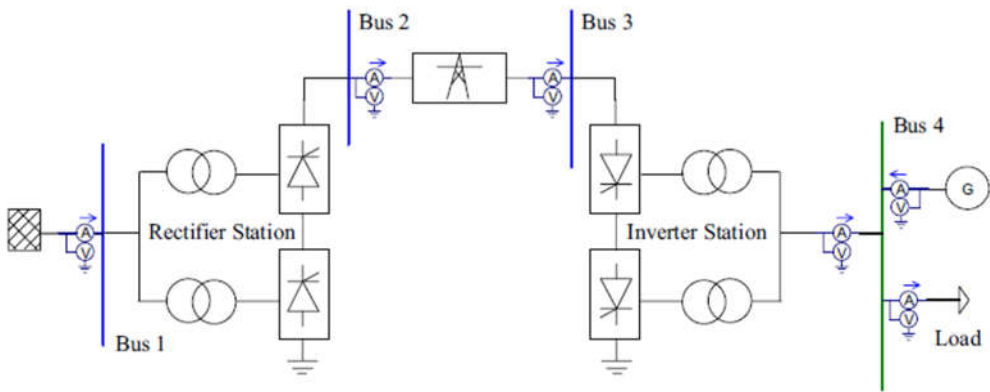 Bus 2
Bus 3
A
V
A
V
Bus 4
A
V
G
A
V
Rectifier Station
Inverter Station
A
V
A
V
Load
Bus 1